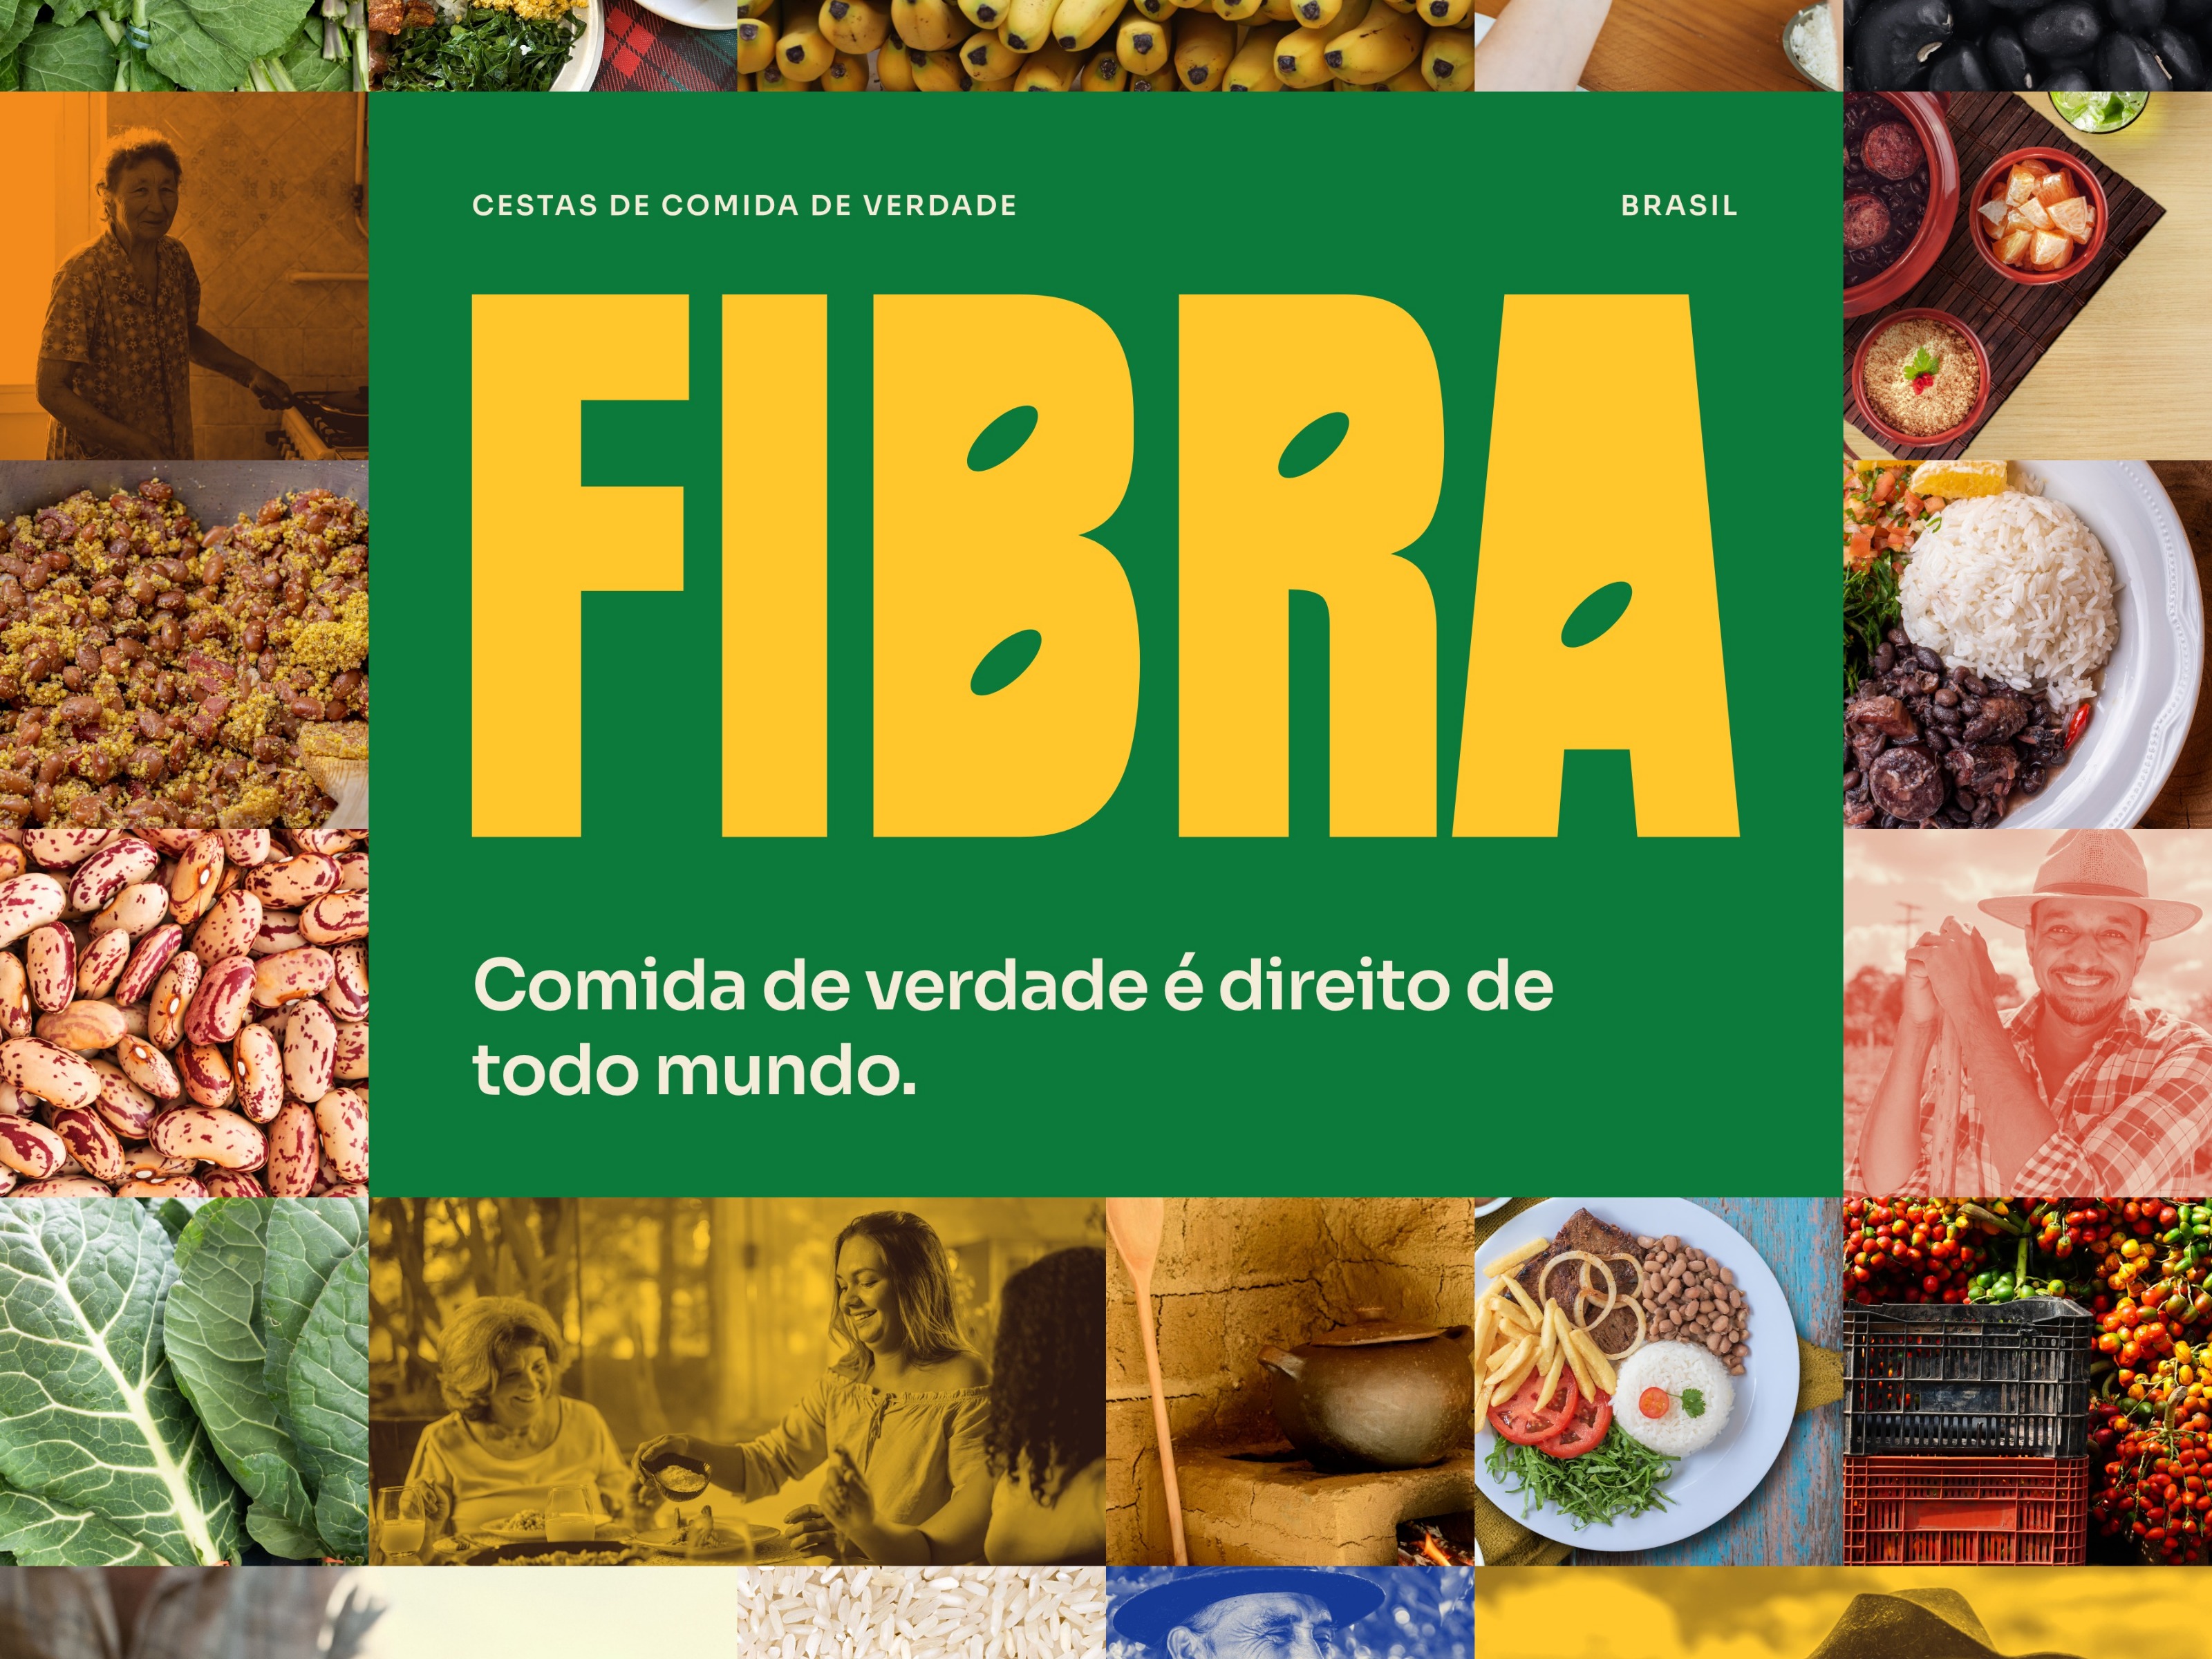 CESTAS DE COMIDA DE VERDADE
BRASIL
FIBRA
Comida de verdade é direito de
todo mundo.